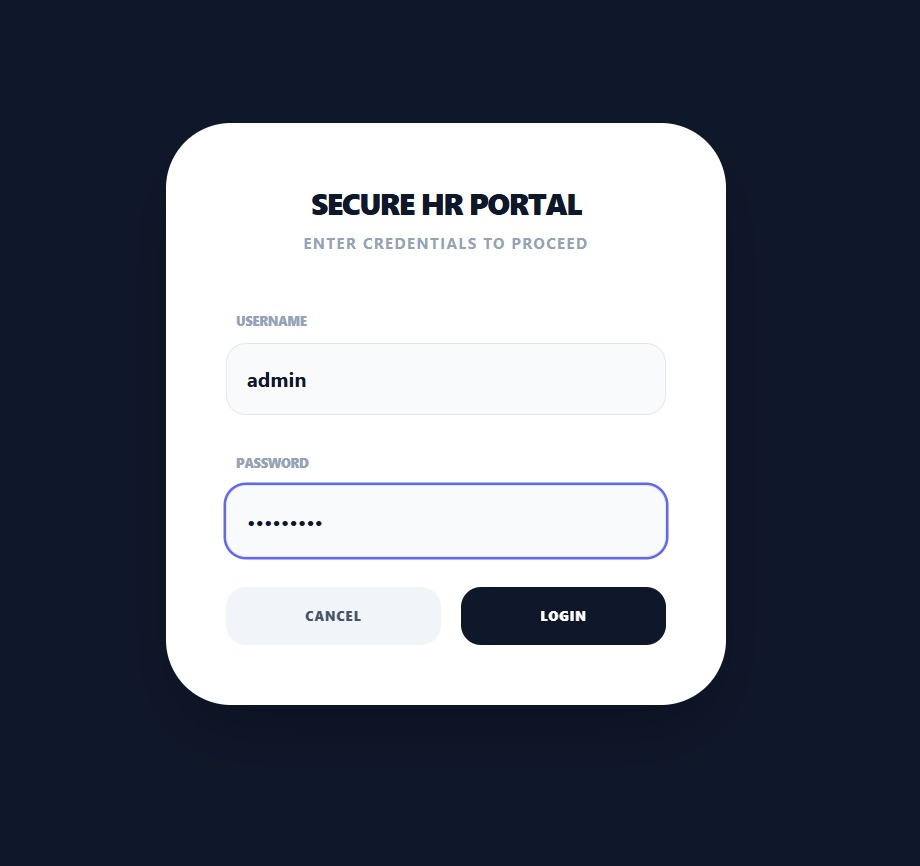 SECURE HR PORTAL
ENTER CREDENTIALS TO PROCEED
USERNAME
admin
PASSWORD
•••••••••
CANCEL LOGIN